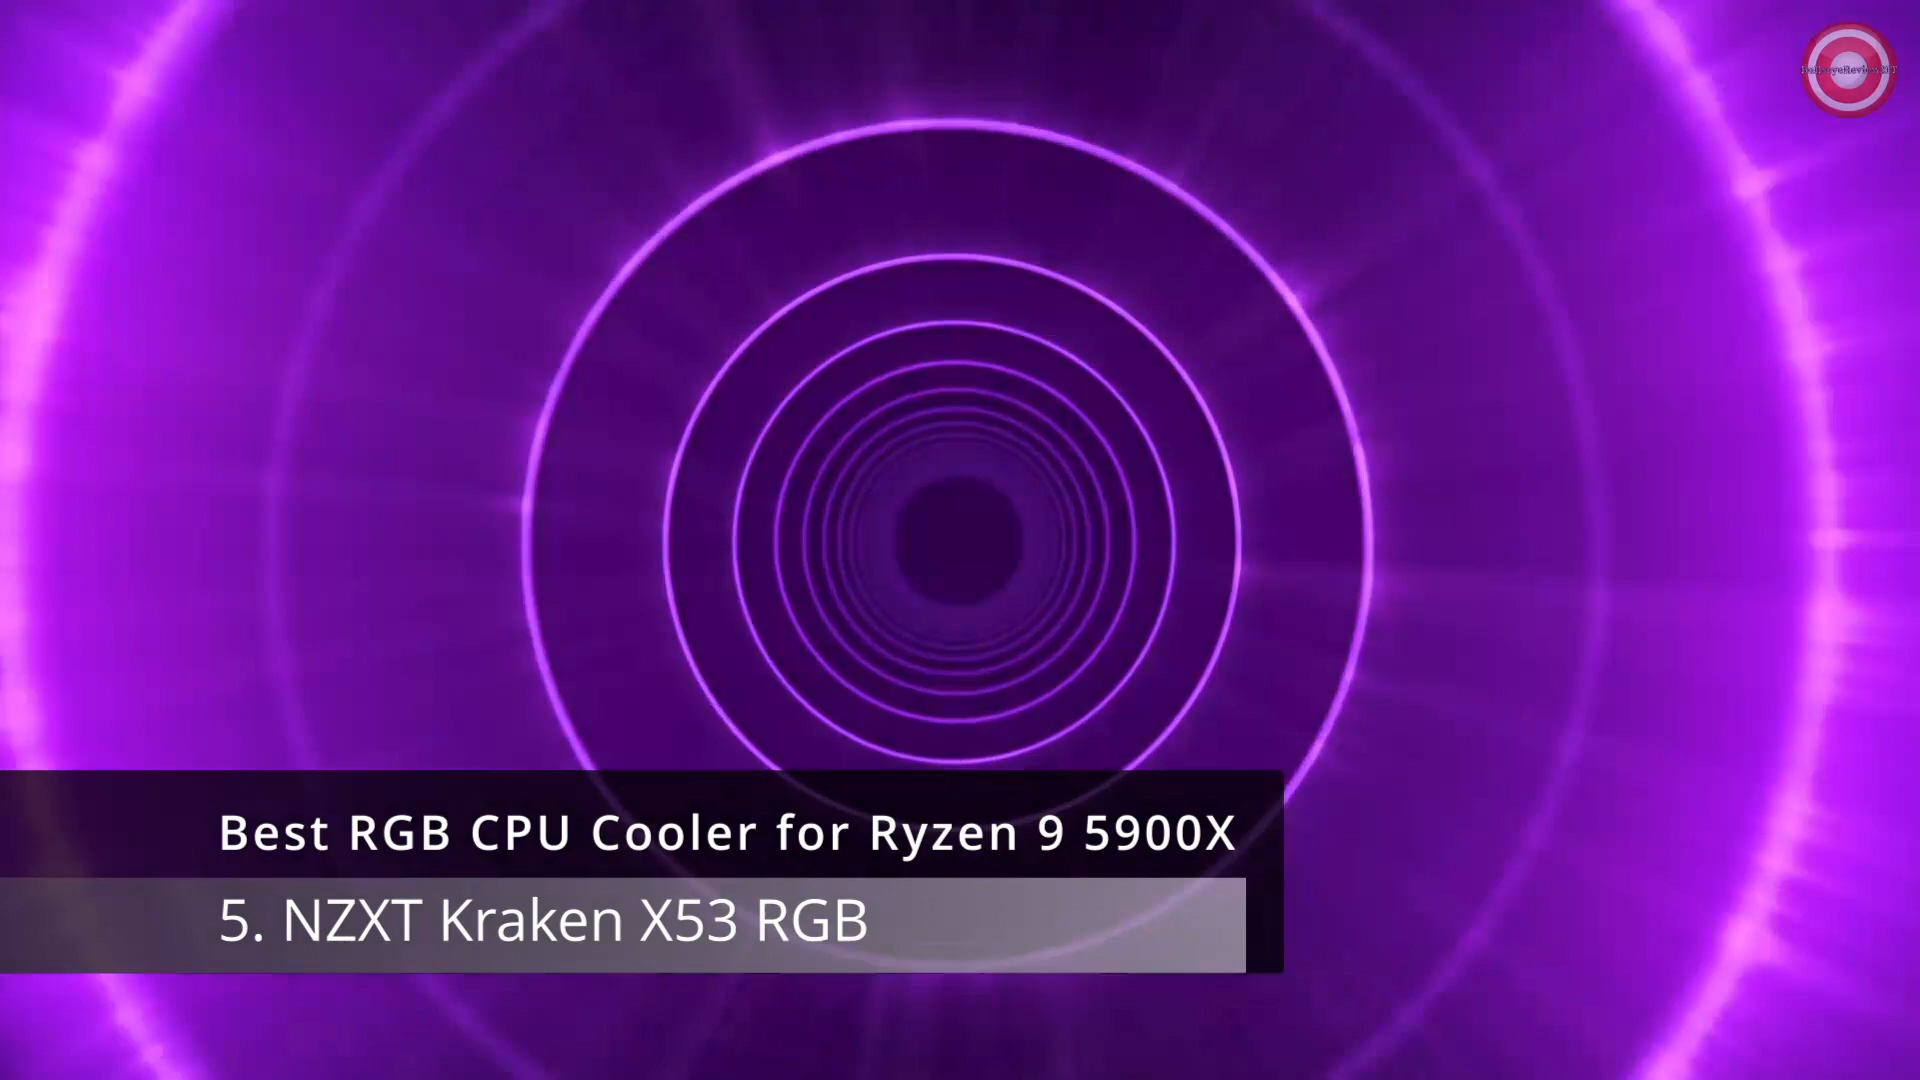 Best RGB CPU Cooler for Ryzen 9 5900X
5. NZXT Kraken X53 RGB